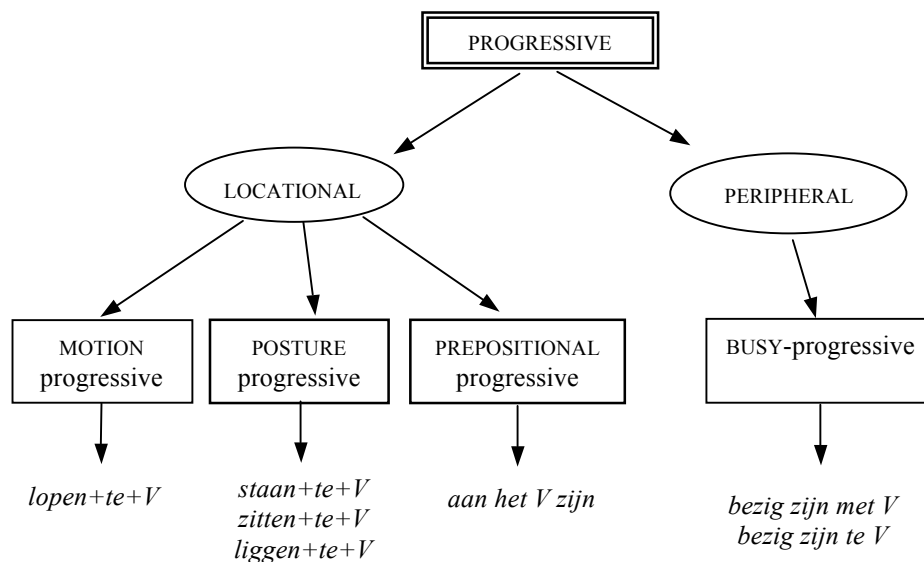 PROGRESSIVE
LOCATIONAL
PERIPHERAL
MOTION
progressive
POSTURE
progressive
PREPOSITIONAL
progressive
BUSY-progressive
lopen+te+V
staan+te+V
zitten+te+V
liggen+te+V
aan het V zijn
bezig zijn met V
bezig zijn te V